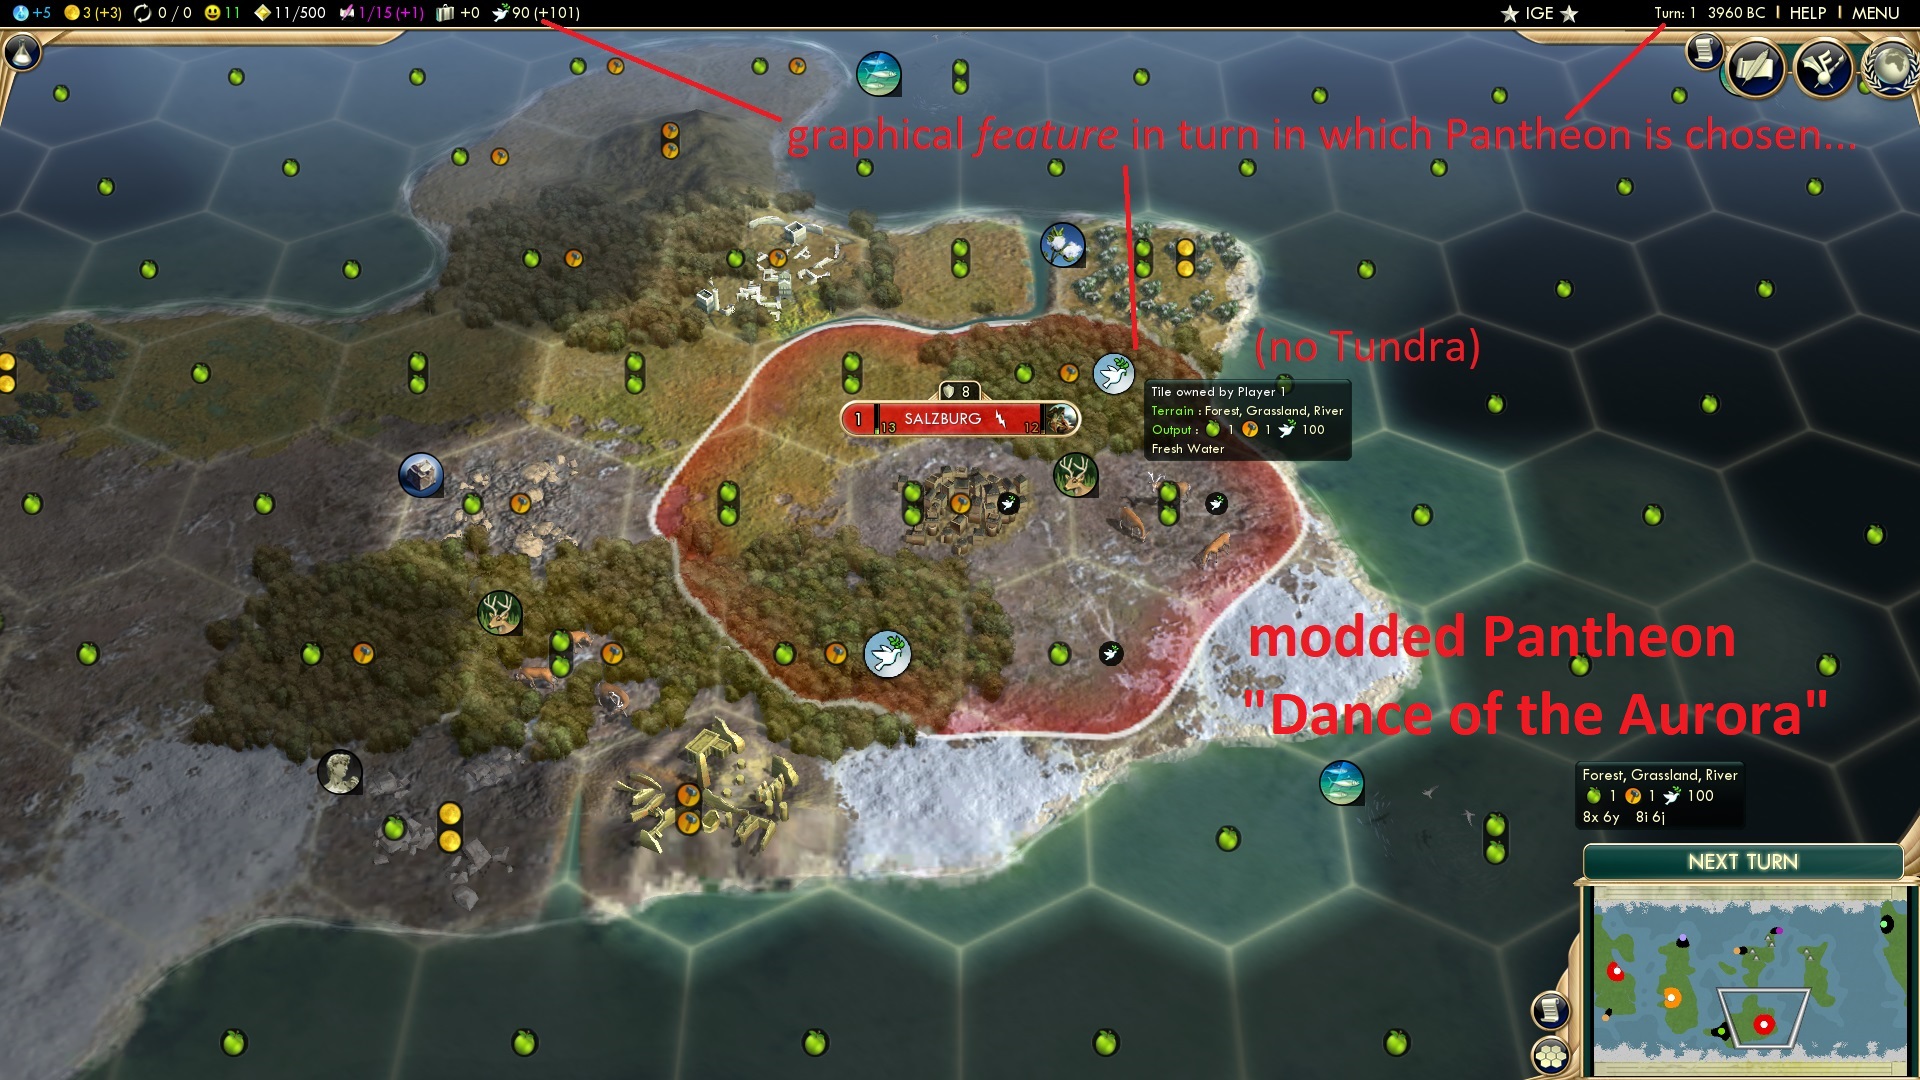 +5 3 (+3) 0 / 0 11 11/500 1/15 (+1) +0 90 (+101) IGE Turn: 1 3960 BC HELP MENU
graphical feature in turn in which Pantheon is chosen...
(no Tundra)
Tile owned by Player 1
Terrain : Forest, Grassland, River
Output : 1 1 100
Fresh Water
8
1 13 SALZBURG 12
modded Pantheon
"Dance of the Aurora"
Forest, Grassland, River
1 1 100
8x 6y 8i 6j
NEXT TURN